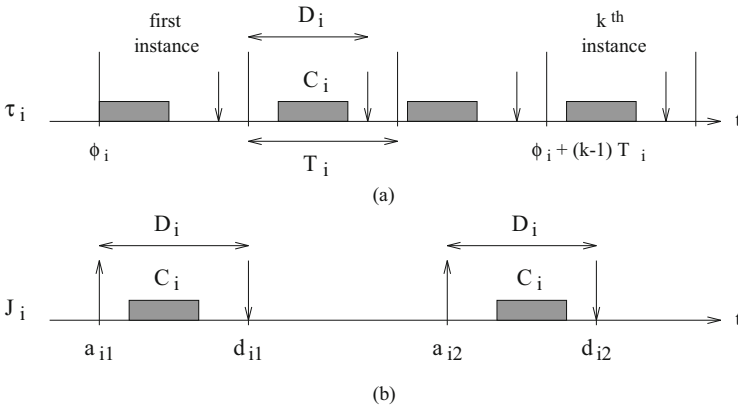 first
instance
D i
k th
instance
C i
τ i
t
ϕ i
T i
ϕ i + (k-1) T i
(a)
D i
D i
C i
C i
J i
t
a i1
d i1
a i2
d i2
(b)